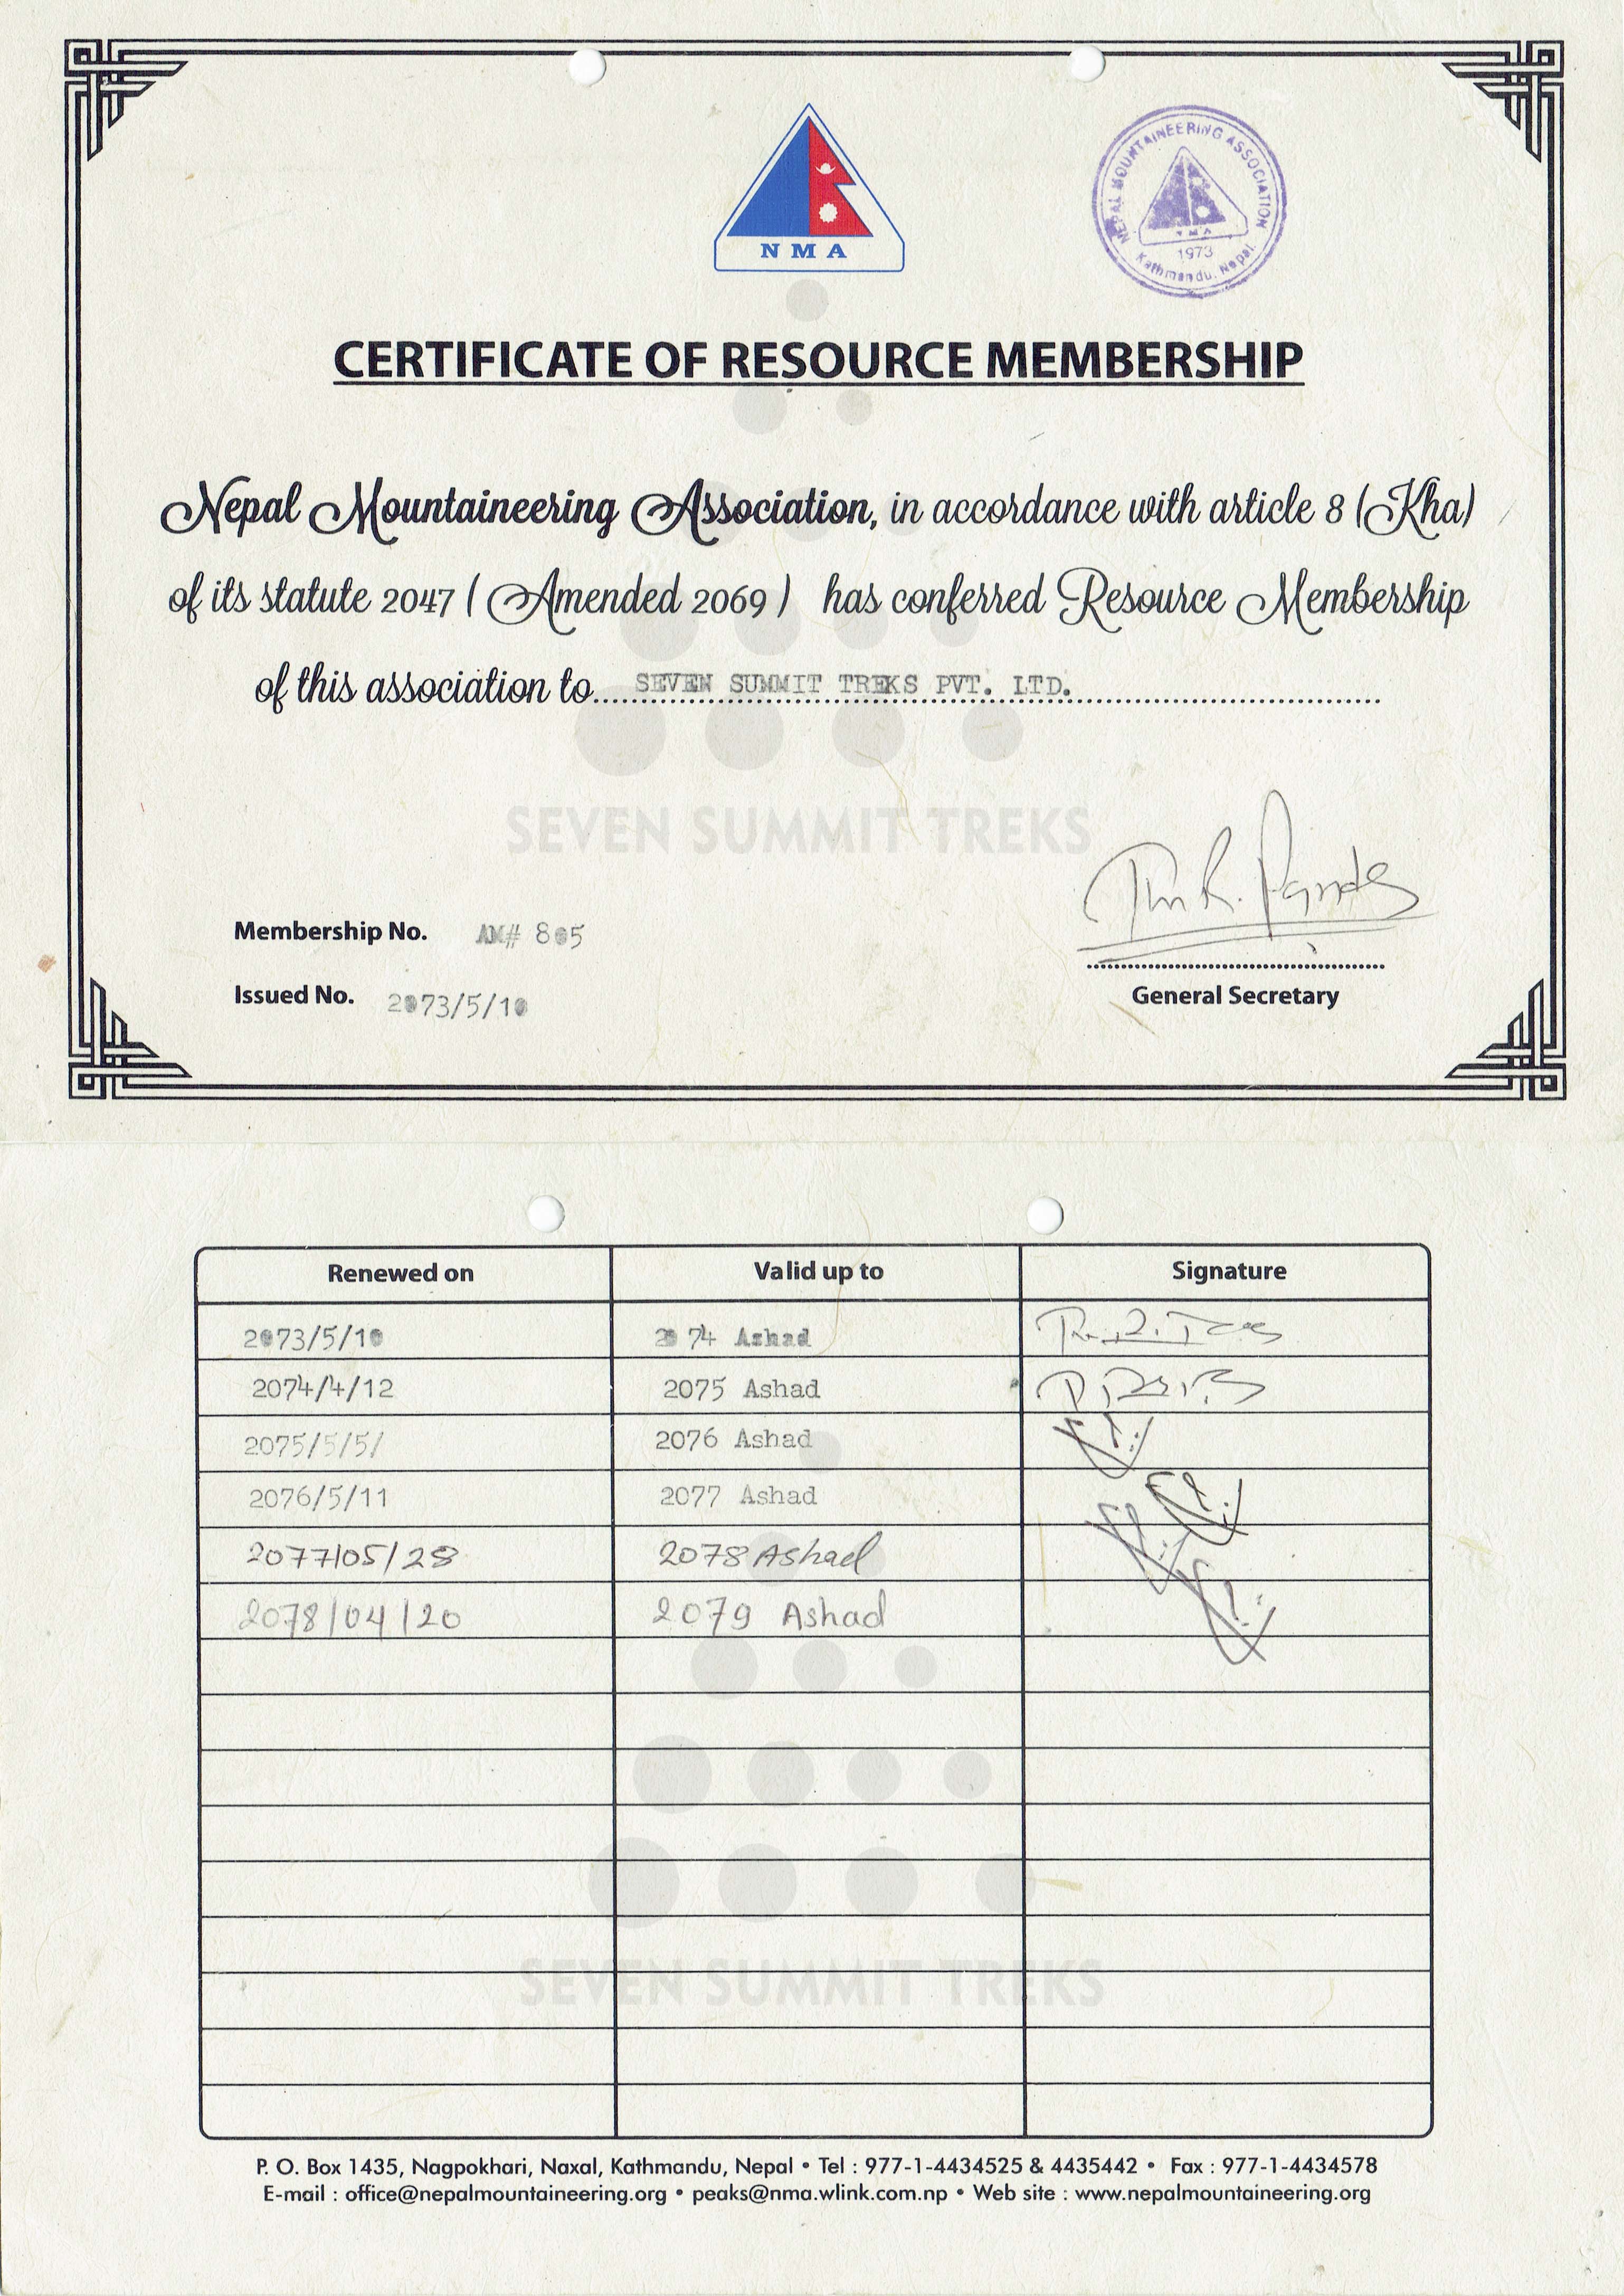 NMA
NEPAL MOUNTAINEERING ASSOCIATION
NMA
1973
Kathmandu, Nepal.
CERTIFICATE OF RESOURCE MEMBERSHIP
Nepal Mountaineering Association, in accordance with article 8 (Kha)
of its statute 2047 ( Amended 2069 ) has conferred Resource Membership
of this association to SEVEN SUMMIT TREKS PVT. LTD.
SEVEN SUMMIT TREKS
Membership No. AM# 805
Issued No. 2073/5/10
General Secretary
Renewed on Valid up to Signature
2073/5/10 2074 Ashad
2074/4/12 2075 Ashad
2075/5/5/ 2076 Ashad
2076/5/11 2077 Ashad
2077/05/28 2078 Ashad
2078/04/20 2079 Ashad
SEVEN SUMMIT TREKS
P. O. Box 1435, Nagpokhari, Naxal, Kathmandu, Nepal • Tel : 977-1-4434525 & 4435442 • Fax : 977-1-4434578
E-mail : office@nepalmountaineering.org • peaks@nma.wlink.com.np • Web site : www.nepalmountaineering.org